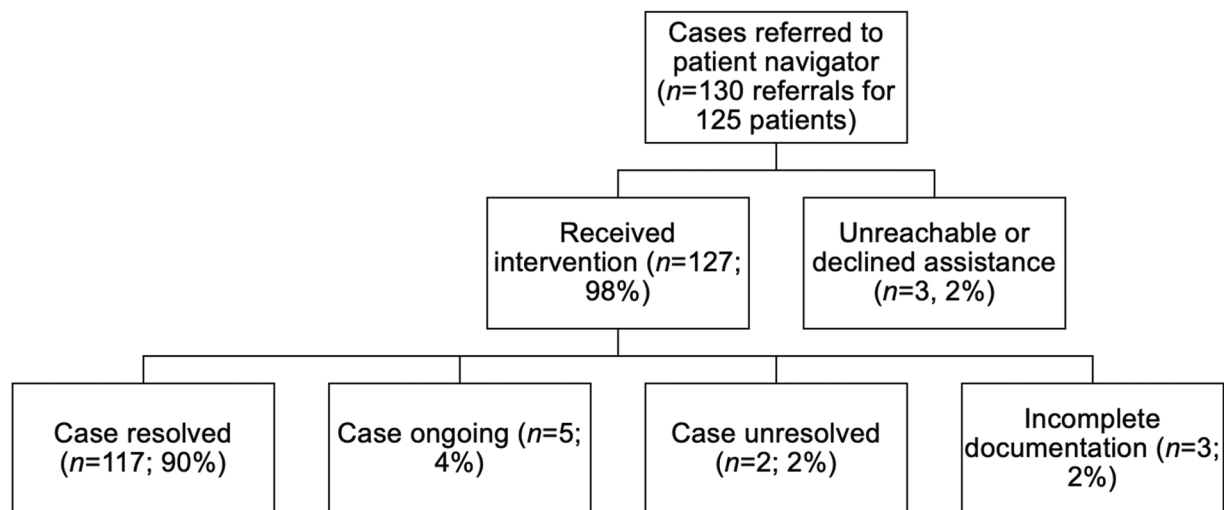 Cases referred to
patient navigator
(n=130 referrals for
125 patients)
Received
intervention (n=127;
98%)
Unreachable or
declined assistance
(n=3, 2%)
Case resolved
(n=117; 90%)
Case ongoing (n=5;
4%)
Case unresolved
(n=2; 2%)
Incomplete
documentation (n=3;
2%)